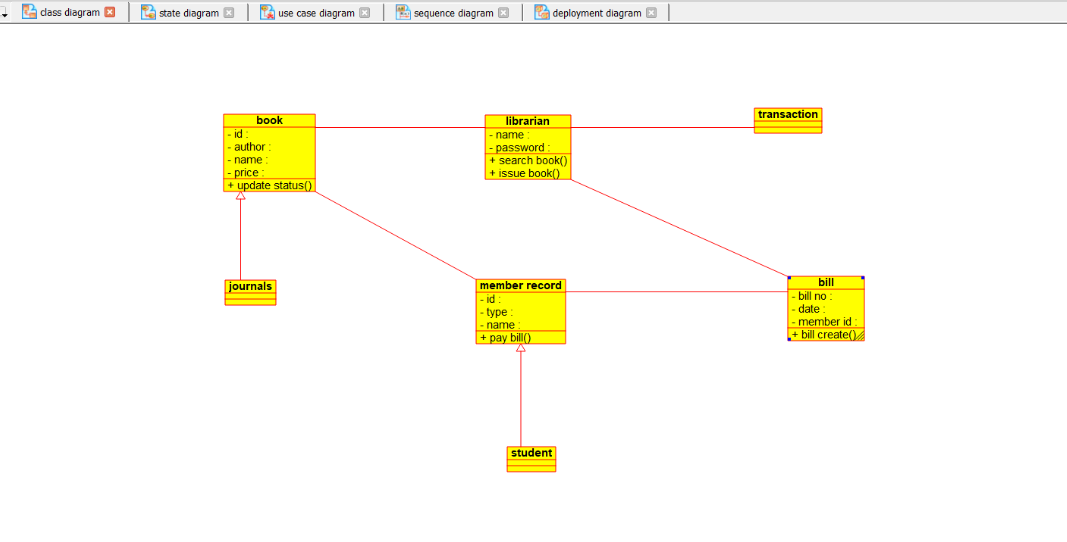 class diagram
state diagram
use case diagram
sequence diagram
deployment diagram
book
- id :
- author :
- name :
- price :
+ update status()
librarian
- name :
- password :
+ search book()
+ issue book()
transaction
journals
member record
- id :
- type :
- name :
+ pay bill()
bill
- bill no :
- date :
- member id :
+ bill create()
student